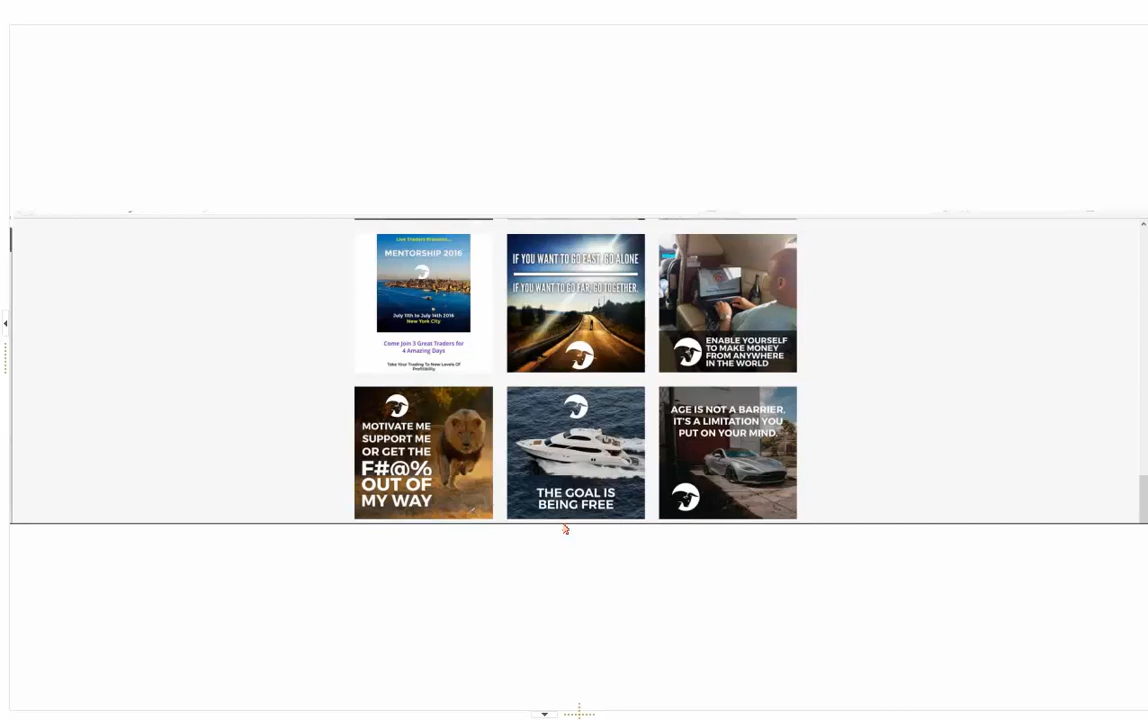 Live Traders Presents...
MENTORSHIP 2016
July 11th to July 14th 2016
New York City
Come Join 3 Great Traders for
4 Amazing Days
Take Your Trading To New Levels Of
Profitibility
IF YOU WANT TO GO FAST, GO ALONE
IF YOU WANT TO GO FAR, GO TOGETHER.
ENABLE YOURSELF
TO MAKE MONEY
FROM ANYWHERE
IN THE WORLD
MOTIVATE ME
SUPPORT ME
OR GET THE
F#@%
OUT OF
MY WAY
THE GOAL IS
BEING FREE
AGE IS NOT A BARRIER,
IT'S A LIMITATION YOU
PUT ON YOUR MIND.